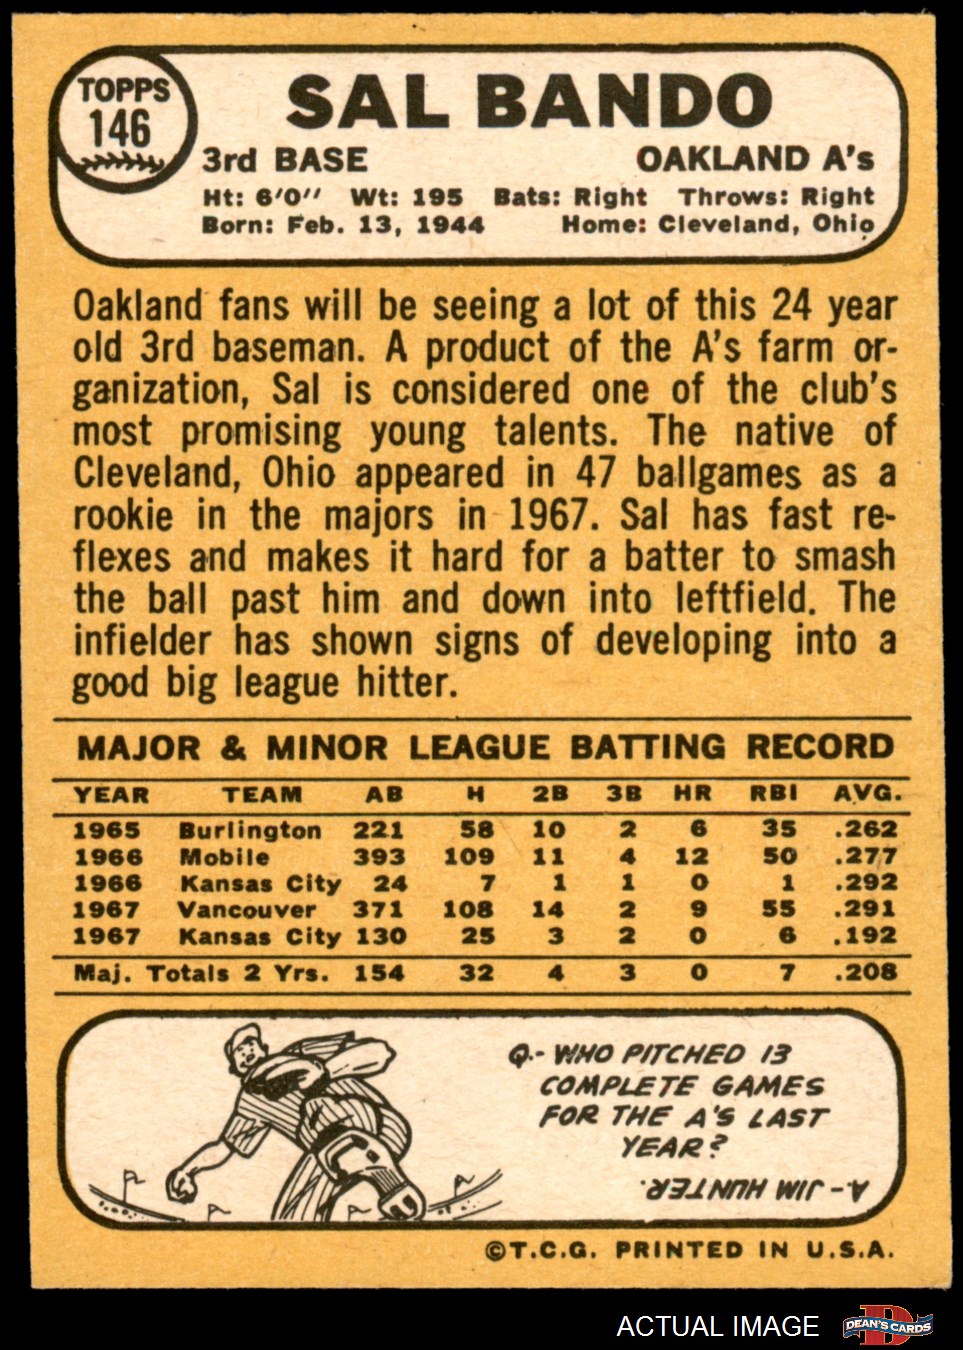 TOPPS
146
SAL BANDO
3rd BASE OAKLAND A's
Ht: 6'0'' Wt: 195 Bats: Right Throws: Right
Born: Feb. 13, 1944 Home: Cleveland, Ohio
Oakland fans will be seeing a lot of this 24 year
old 3rd baseman. A product of the A's farm or-
ganization, Sal is considered one of the club's
most promising young talents. The native of
Cleveland, Ohio appeared in 47 ballgames as a
rookie in the majors in 1967. Sal has fast re-
flexes and makes it hard for a batter to smash
the ball past him and down into leftfield. The
infielder has shown signs of developing into a
good big league hitter.
MAJOR & MINOR LEAGUE BATTING RECORD
YEAR TEAM AB H 2B 3B HR RBI AVG.
1965 Burlington 221 58 10 2 6 35 .262
1966 Mobile 393 109 11 4 12 50 .277
1966 Kansas City 24 7 1 1 0 1 .292
1967 Vancouver 371 108 14 2 9 55 .291
1967 Kansas City 130 25 3 2 0 6 .192
Maj. Totals 2 Yrs. 154 32 4 3 0 7 .208
Q.- WHO PITCHED 13
COMPLETE GAMES
FOR THE A'S LAST
YEAR?
A.- JIM HUNTER.
©T.C.G. PRINTED IN U.S.A.
ACTUAL IMAGE
D
DEAN'S CARDS